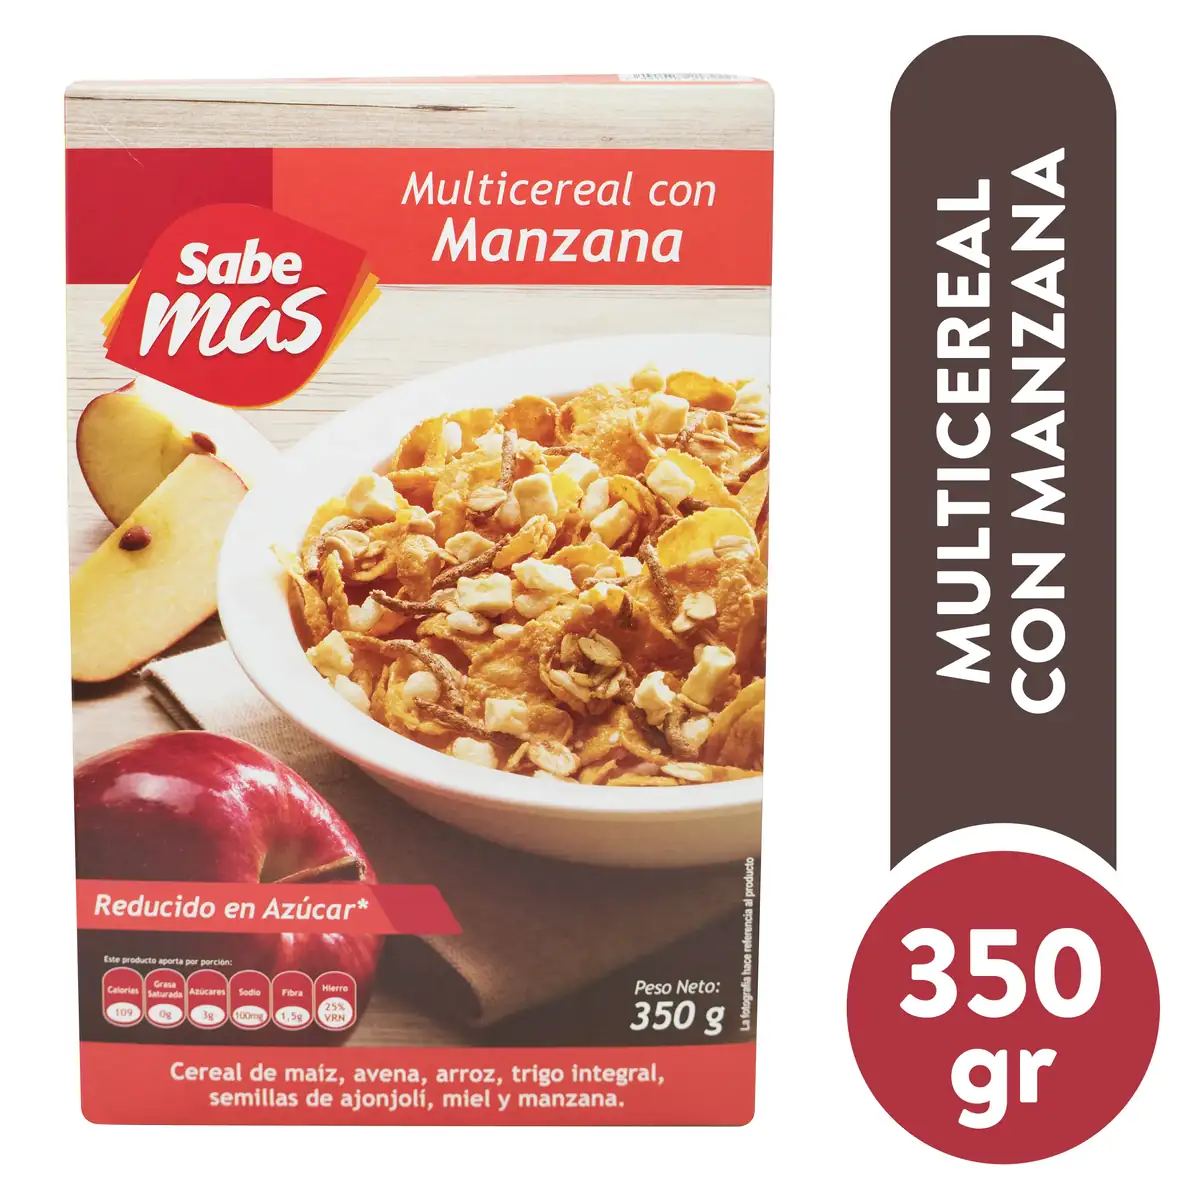 Multicereal con
Manzana
Sabe
mas
Reducido en Azúcar*
Este producto aporta por porción:
Calorías
109
Grasa
Saturada
0g
Azúcares
3g
Sodio
100mg
Fibra
1,5g
Hierro
25%
VRN
Peso Neto:
350 g
La fotografía hace referencia al producto
Cereal de maíz, avena, arroz, trigo integral,
semillas de ajonjolí, miel y manzana.
MULTICEREAL
CON MANZANA
350
gr